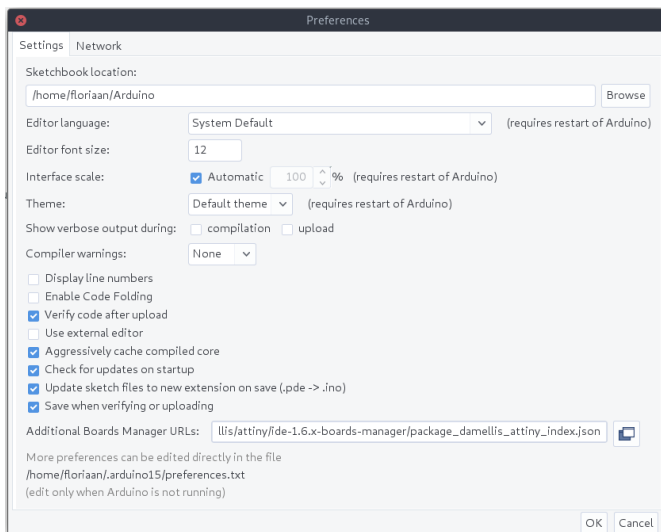 Preferences
Settings Network
Sketchbook location:
/home/floriaan/Arduino Browse
Editor language: System Default (requires restart of Arduino)
Editor font size: 12
Interface scale: Automatic 100 % (requires restart of Arduino)
Theme: Default theme (requires restart of Arduino)
Show verbose output during: compilation upload
Compiler warnings: None
Display line numbers
Enable Code Folding
Verify code after upload
Use external editor
Aggressively cache compiled core
Check for updates on startup
Update sketch files to new extension on save (.pde -> .ino)
Save when verifying or uploading
Additional Boards Manager URLs: llis/attiny/ide-1.6.x-boards-manager/package_damellis_attiny_index.json
More preferences can be edited directly in the file
/home/floriaan/.arduino15/preferences.txt
(edit only when Arduino is not running)
OK Cancel